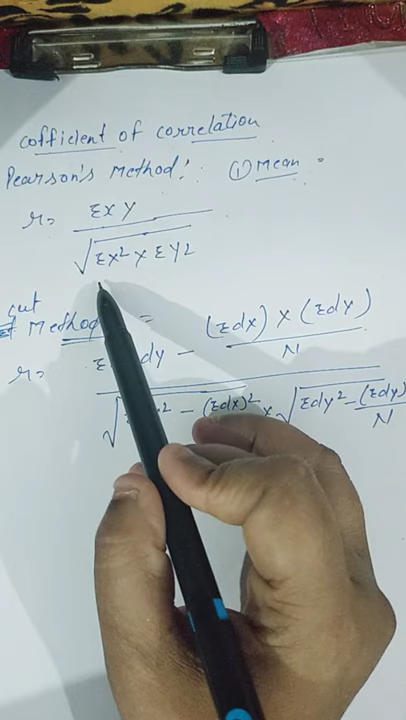 cofficient of correlation
Pearson's Method: ① Mean =
r = ΣXY
√ΣX² × ΣY²
cut Method =
r = dy − (Σdx) × (Σdy)
N
√ ² − (Σdx)² × √Σdy² − (Σdy)
N